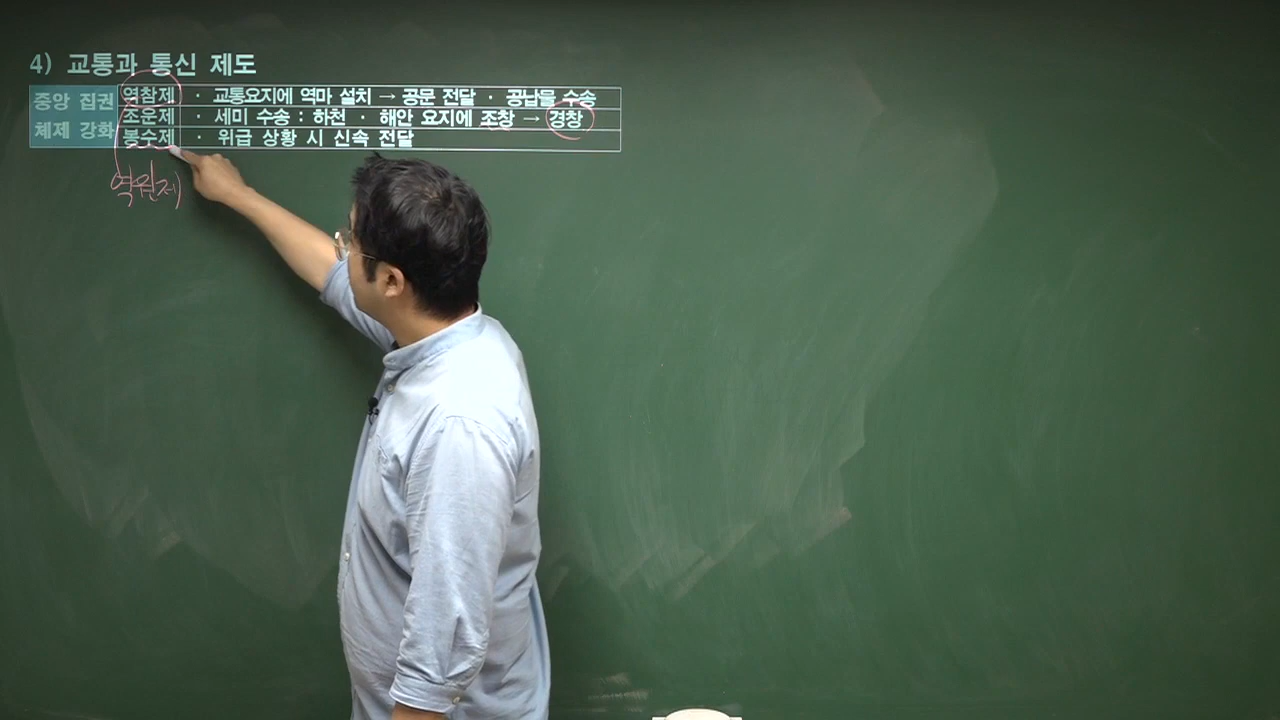 4) 교통과 통신 제도
중앙 집권 체제 강화
역참제 · 교통요지에 역마 설치 → 공문 전달 · 공납물 수송
조운제 · 세미 수송 : 하천 · 해안 요지에 조창 → 경창
봉수제 · 위급 상황 시 신속 전달
역원제